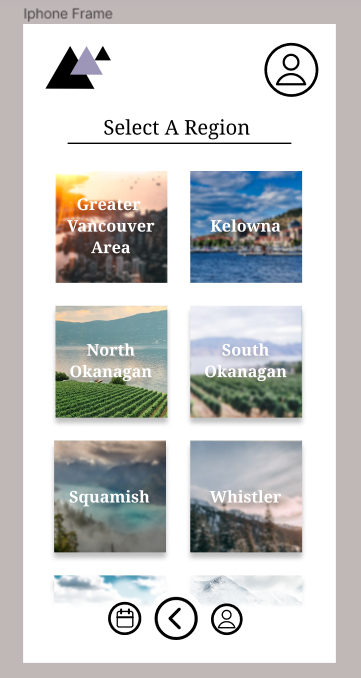 Iphone Frame
Select A Region
Greater
Vancouver
Area
Kelowna
North
Okanagan
South
Okanagan
Squamish
Whistler